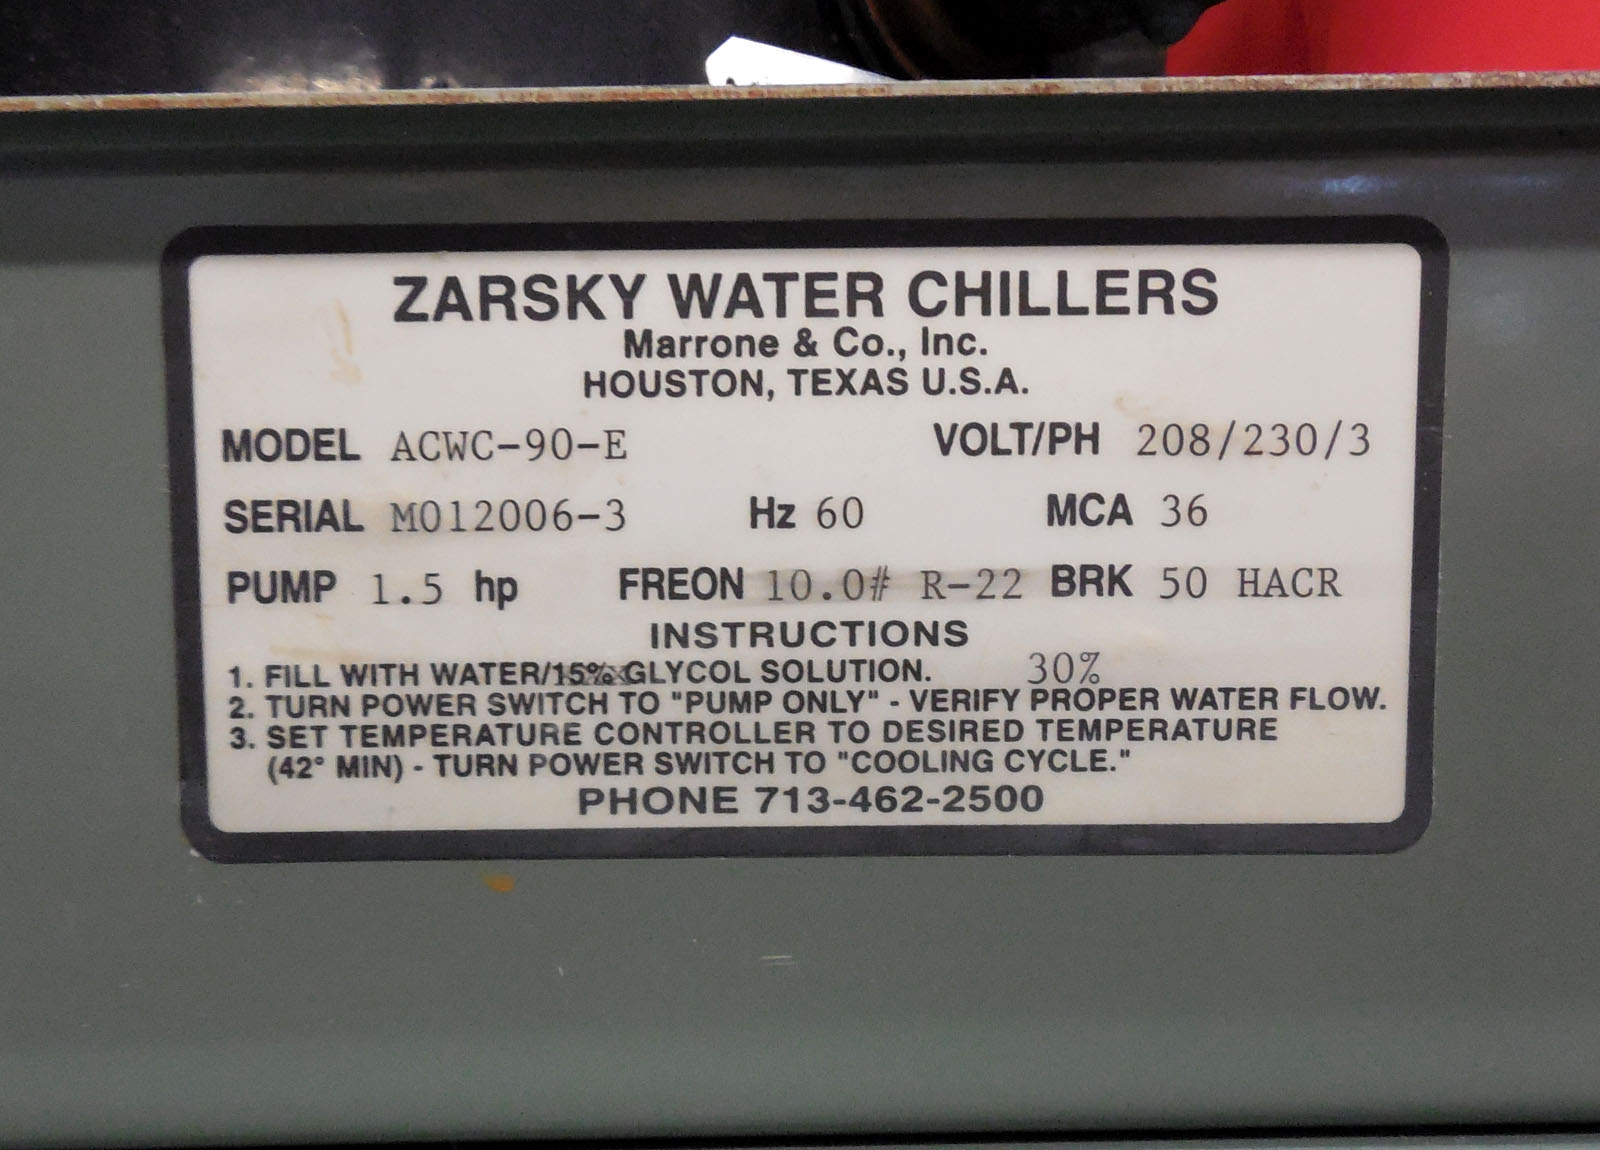 ZARSKY WATER CHILLERS
Marrone & Co., Inc.
HOUSTON, TEXAS U.S.A.
MODEL ACWC-90-E VOLT/PH 208/230/3
SERIAL M012006-3 Hz 60 MCA 36
PUMP 1.5 hp FREON 10.0# R-22 BRK 50 HACR
INSTRUCTIONS
1. FILL WITH WATER/15% GLYCOL SOLUTION. 30%
2. TURN POWER SWITCH TO "PUMP ONLY" - VERIFY PROPER WATER FLOW.
3. SET TEMPERATURE CONTROLLER TO DESIRED TEMPERATURE
(42° MIN) - TURN POWER SWITCH TO "COOLING CYCLE."
PHONE 713-462-2500